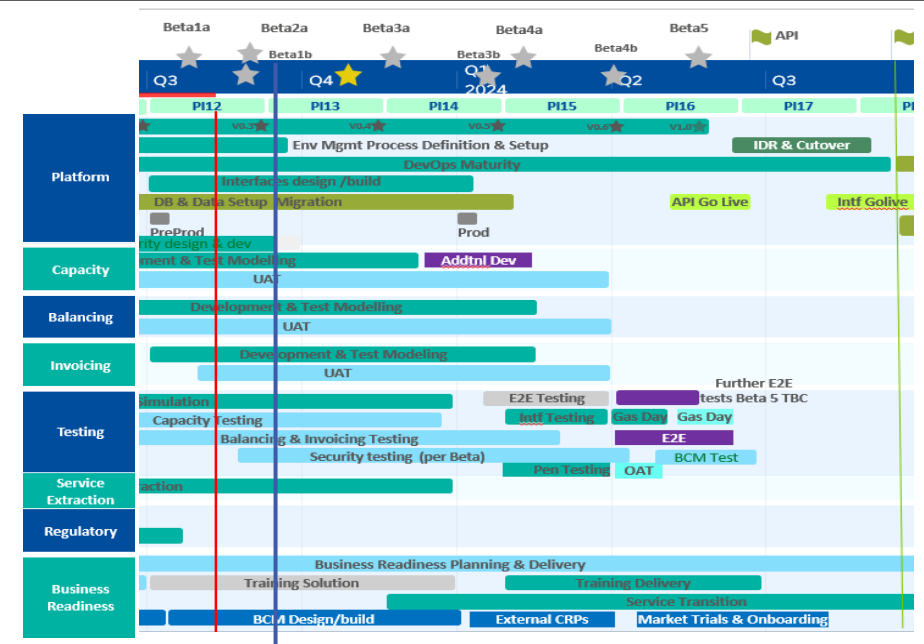 Beta1a
Beta2a
Beta3a
Beta4a
Beta5
API
Beta1b
Beta3b
Beta4b
Q3
Q4
Q1
2024
Q2
Q3
PI12
PI13
PI14
PI15
PI16
PI17
PI
V0.3
V0.4
V0.5
V0.6
V1.0
Platform
Env Mgmt Process Definition & Setup
IDR & Cutover
DevOps Maturity
Interfaces design /build
DB & Data Setup Migration
API Go Live
Intf Golive
PreProd
Prod
rity design & dev
Capacity
ment & Test Modelling
Addtnl Dev
UAT
Balancing
Development & Test Modelling
UAT
Invoicing
Development & Test Modeling
UAT
Further E2E
tests Beta 5 TBC
Testing
Simulation
E2E Testing
Capacity Testing
Intf Testing
Gas Day
Gas Day
Balancing & Invoicing Testing
E2E
Security testing (per Beta)
BCM Test
Pen Testing
OAT
Service
Extraction
action
Regulatory
Business
Readiness
Business Readiness Planning & Delivery
Training Solution
Training Delivery
Service Transition
BCM Design/build
External CRPs
Market Trials & Onboarding